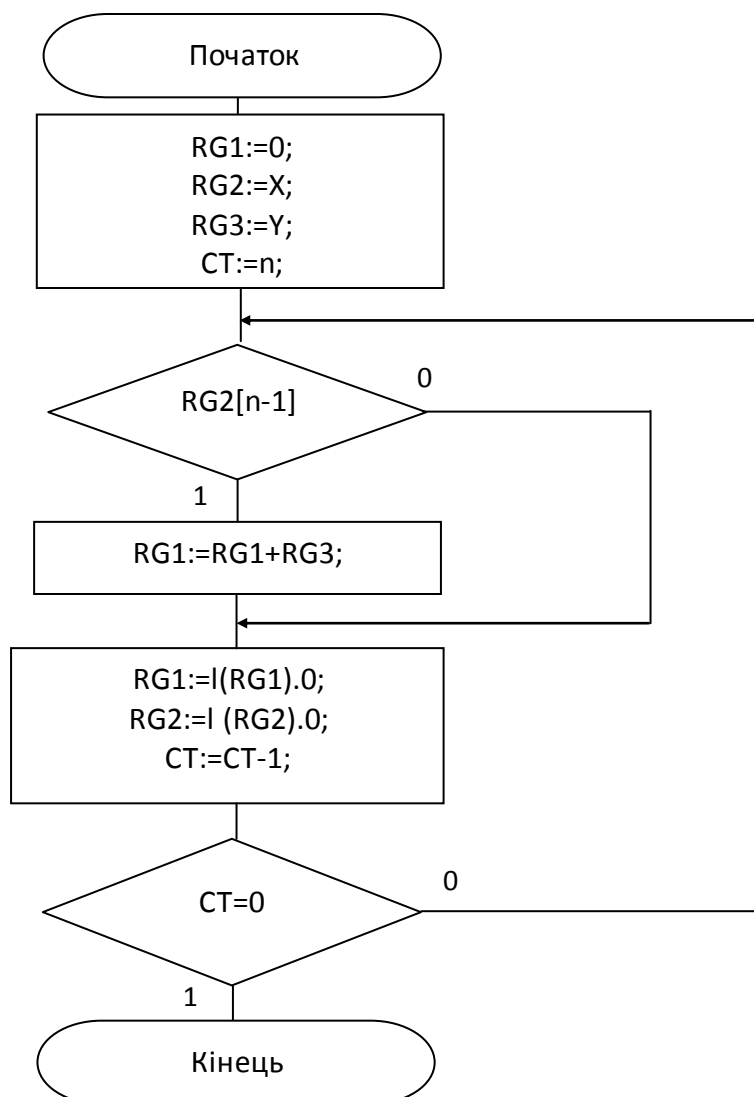 Початок
RG1:=0;
RG2:=X;
RG3:=Y;
CT:=n;
RG2[n-1]
0
1
RG1:=RG1+RG3;
RG1:=l(RG1).0;
RG2:=l (RG2).0;
CT:=CT-1;
CT=0
0
1
Кінець